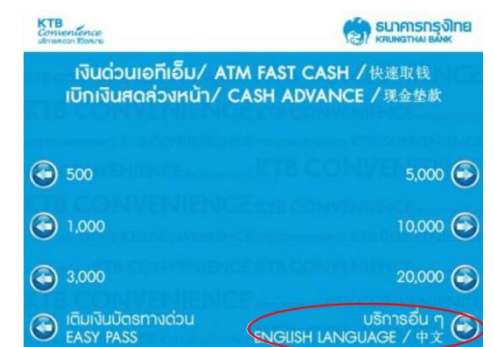 KTB
Convenience
ธนาคารกรุงไทย
KRUNGTHAI BANK
เงินด่วนเอทีเอ็ม/ ATM FAST CASH /快速取钱
เบิกเงินสดล่วงหน้า/ CASH ADVANCE /现金垫款
500
5,000
1,000
10,000
3,000
20,000
เติมเงินบัตรทางด่วน
EASY PASS
บริการอื่น ๆ
ENGLISH LANGUAGE / 中文